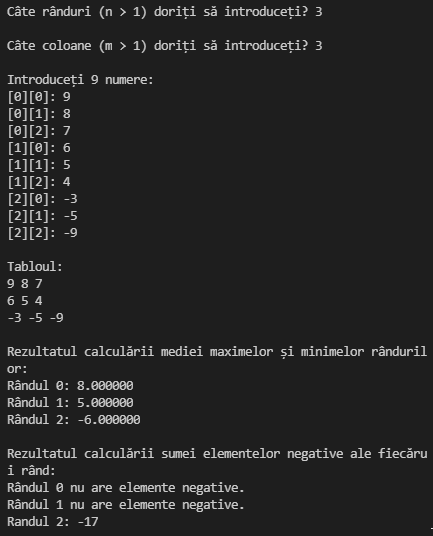 Câte rânduri (n > 1) doriți să introduceți? 3
Câte coloane (m > 1) doriți să introduceți? 3
Introduceți 9 numere:
[0][0]: 9
[0][1]: 8
[0][2]: 7
[1][0]: 6
[1][1]: 5
[1][2]: 4
[2][0]: -3
[2][1]: -5
[2][2]: -9
Tabloul:
9 8 7
6 5 4
-3 -5 -9
Rezultatul calculării mediei maximelor și minimelor rânduril
or:
Rândul 0: 8.000000
Rândul 1: 5.000000
Rândul 2: -6.000000
Rezultatul calculării sumei elementelor negative ale fiecăru
i rând:
Rândul 0 nu are elemente negative.
Rândul 1 nu are elemente negative.
Randul 2: -17